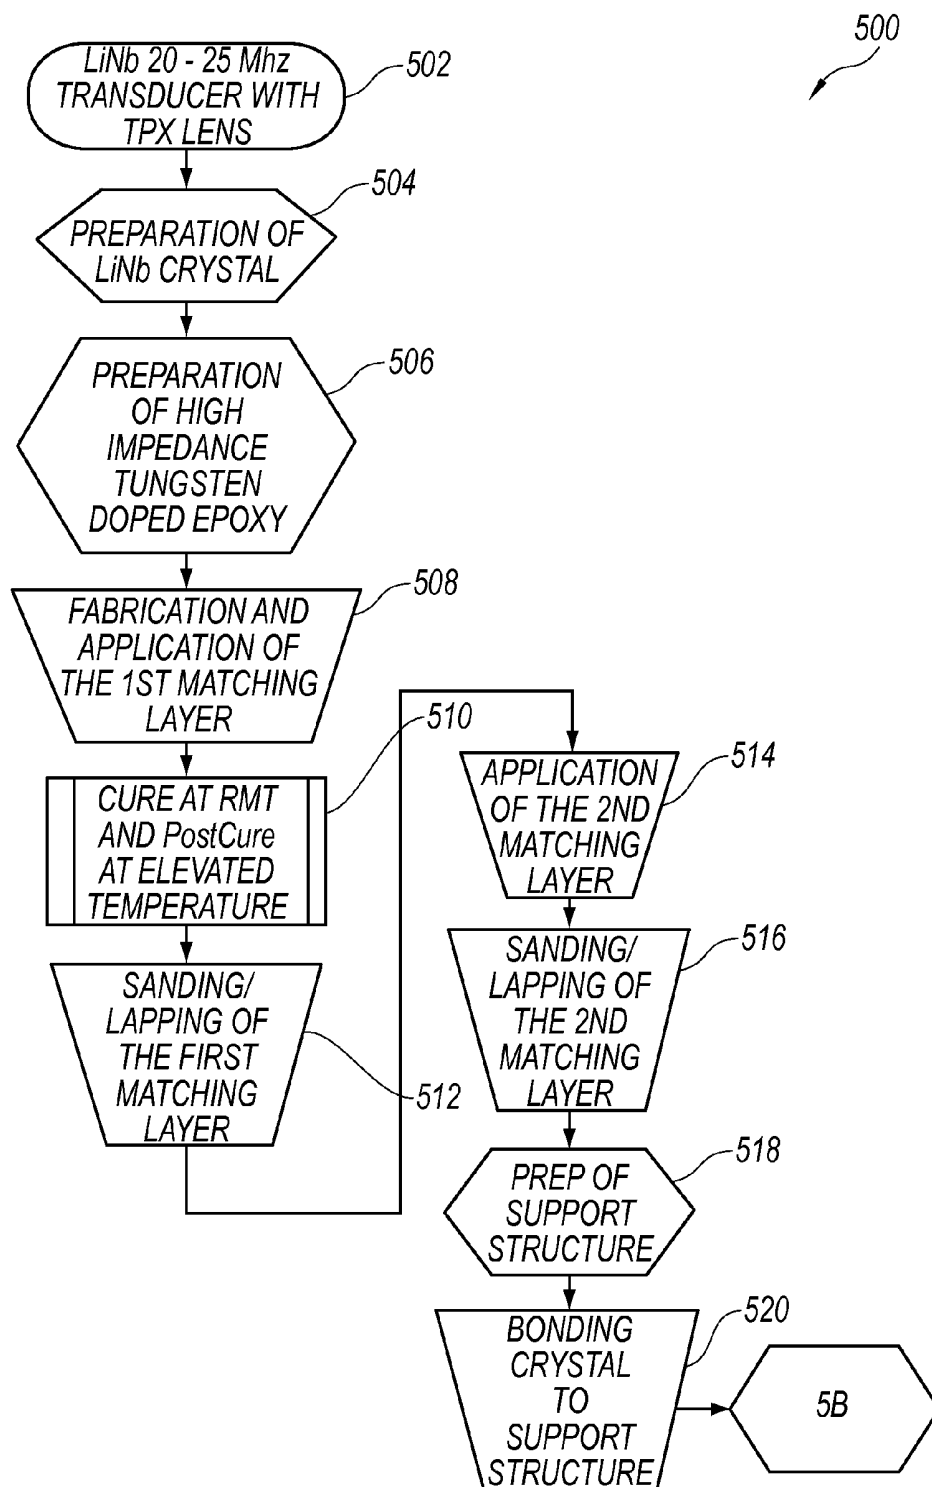 500
LiNb 20 - 25 Mhz
TRANSDUCER WITH
TPX LENS
502
PREPARATION OF
LiNb CRYSTAL
504
PREPARATION
OF HIGH
IMPEDANCE
TUNGSTEN
DOPED EPOXY
506
FABRICATION AND
APPLICATION OF
THE 1ST MATCHING
LAYER
508
CURE AT RMT
AND PostCure
AT ELEVATED
TEMPERATURE
510
SANDING/
LAPPING OF
THE FIRST
MATCHING
LAYER
512
APPLICATION
OF THE 2ND
MATCHING
LAYER
514
SANDING/
LAPPING OF
THE 2ND
MATCHING
LAYER
516
PREP OF
SUPPORT
STRUCTURE
518
BONDING
CRYSTAL
TO
SUPPORT
STRUCTURE
520
5B